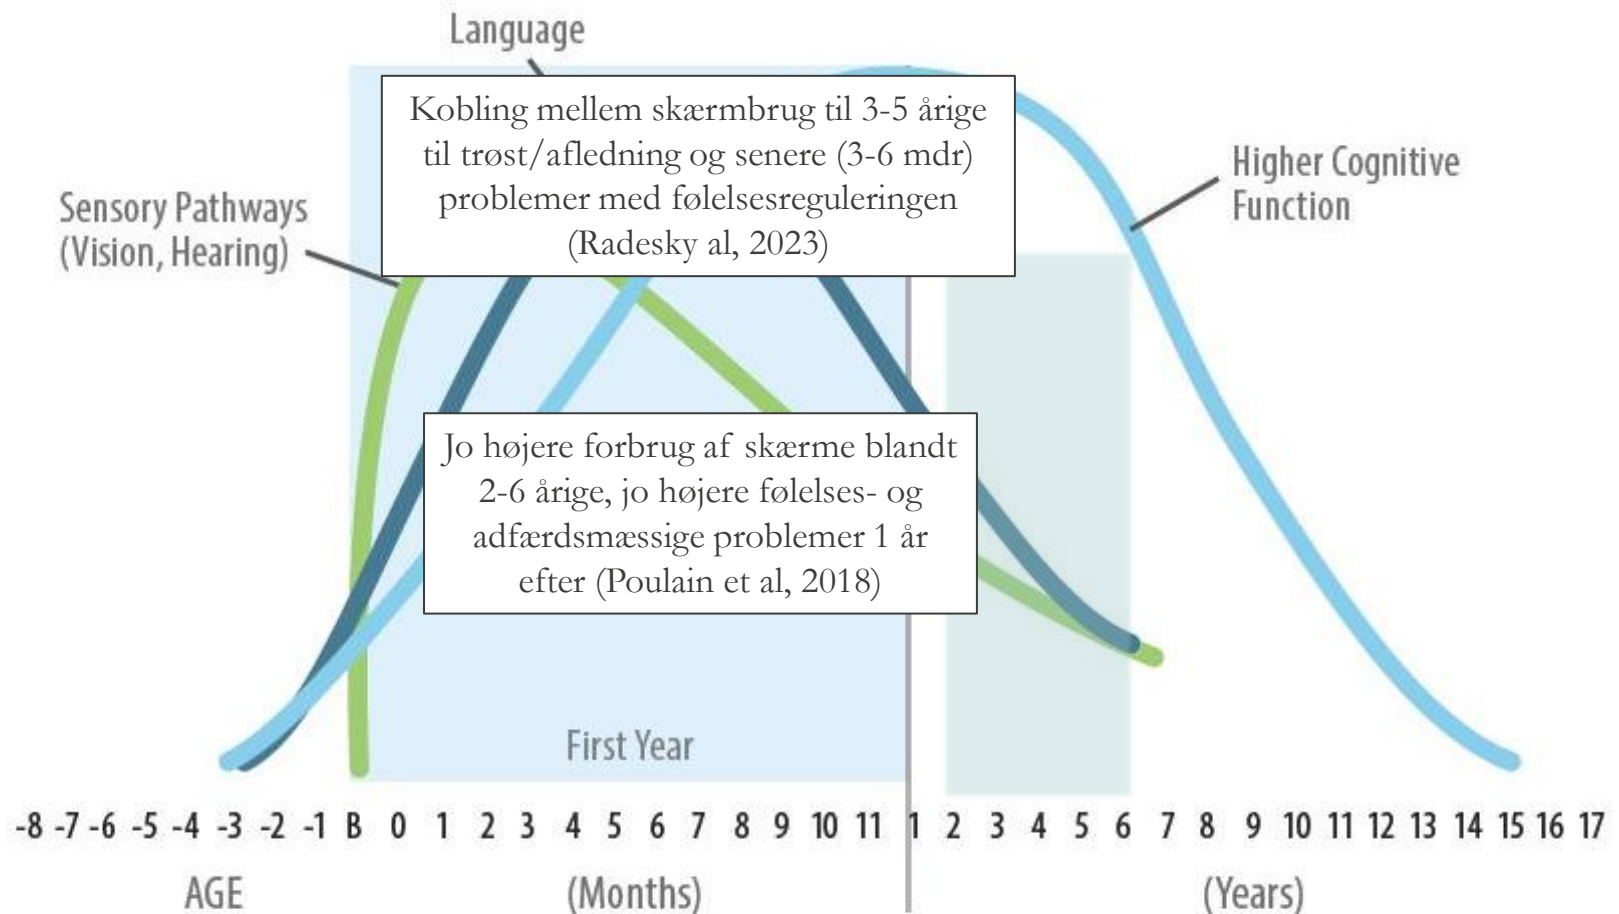 Language
Kobling mellem skærmbrug til 3-5 årige
til trøst/afledning og senere (3-6 mdr)
problemer med følelsesreguleringen
(Radesky al, 2023)
Higher Cognitive
Function
Sensory Pathways
(Vision, Hearing)
Jo højere forbrug af skærme blandt
2-6 årige, jo højere følelses- og
adfærdsmæssige problemer 1 år
efter (Poulain et al, 2018)
First Year
-8 -7 -6 -5 -4 -3 -2 -1 B 0 1 2 3 4 5 6 7 8 9 10 11 1 2 3 4 5 6 7 8 9 10 11 12 13 14 15 16 17
AGE (Months) (Years)